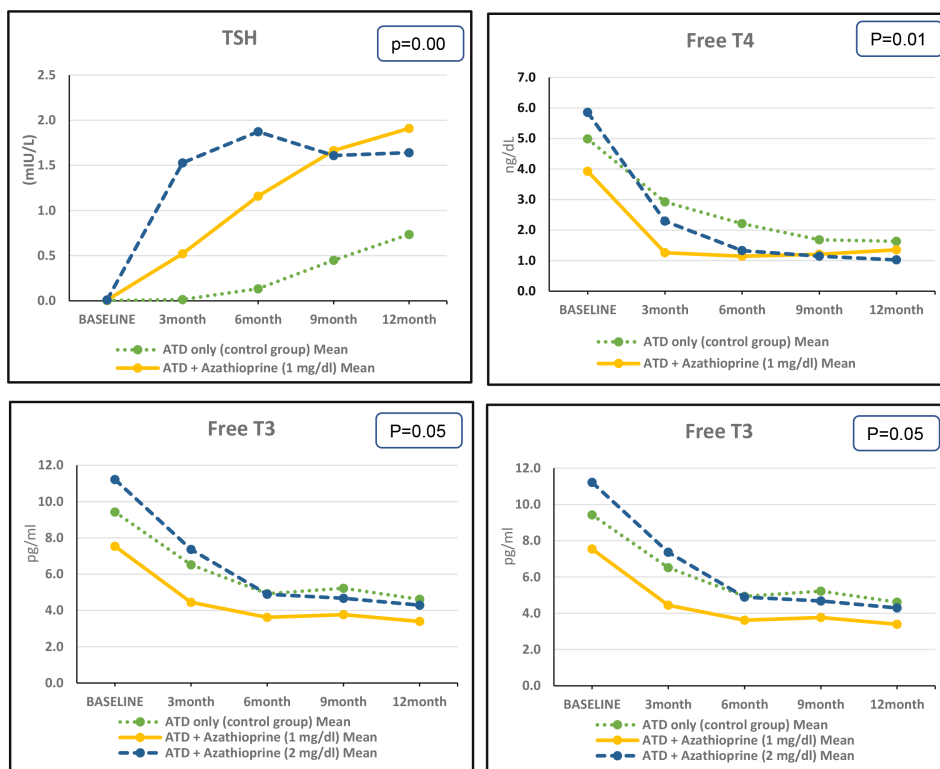 TSH
p=0.00
(mIU/L)
2.5
2.0
1.5
1.0
0.5
0.0
BASELINE 3month 6month 9month 12month
ATD only (control group) Mean
ATD + Azathioprine (1 mg/dl) Mean
Free T4
P=0.01
ng/dL
7.0
6.0
5.0
4.0
3.0
2.0
1.0
0.0
BASELINE 3month 6month 9month 12month
ATD only (control group) Mean
ATD + Azathioprine (1 mg/dl) Mean
Free T3
P=0.05
pg/ml
12.0
10.0
8.0
6.0
4.0
2.0
0.0
BASELINE 3month 6month 9month 12month
ATD only (control group) Mean
ATD + Azathioprine (1 mg/dl) Mean
ATD + Azathioprine (2 mg/dl) Mean
Free T3
P=0.05
pg/ml
12.0
10.0
8.0
6.0
4.0
2.0
0.0
BASELINE 3month 6month 9month 12month
ATD only (control group) Mean
ATD + Azathioprine (1 mg/dl) Mean
ATD + Azathioprine (2 mg/dl) Mean